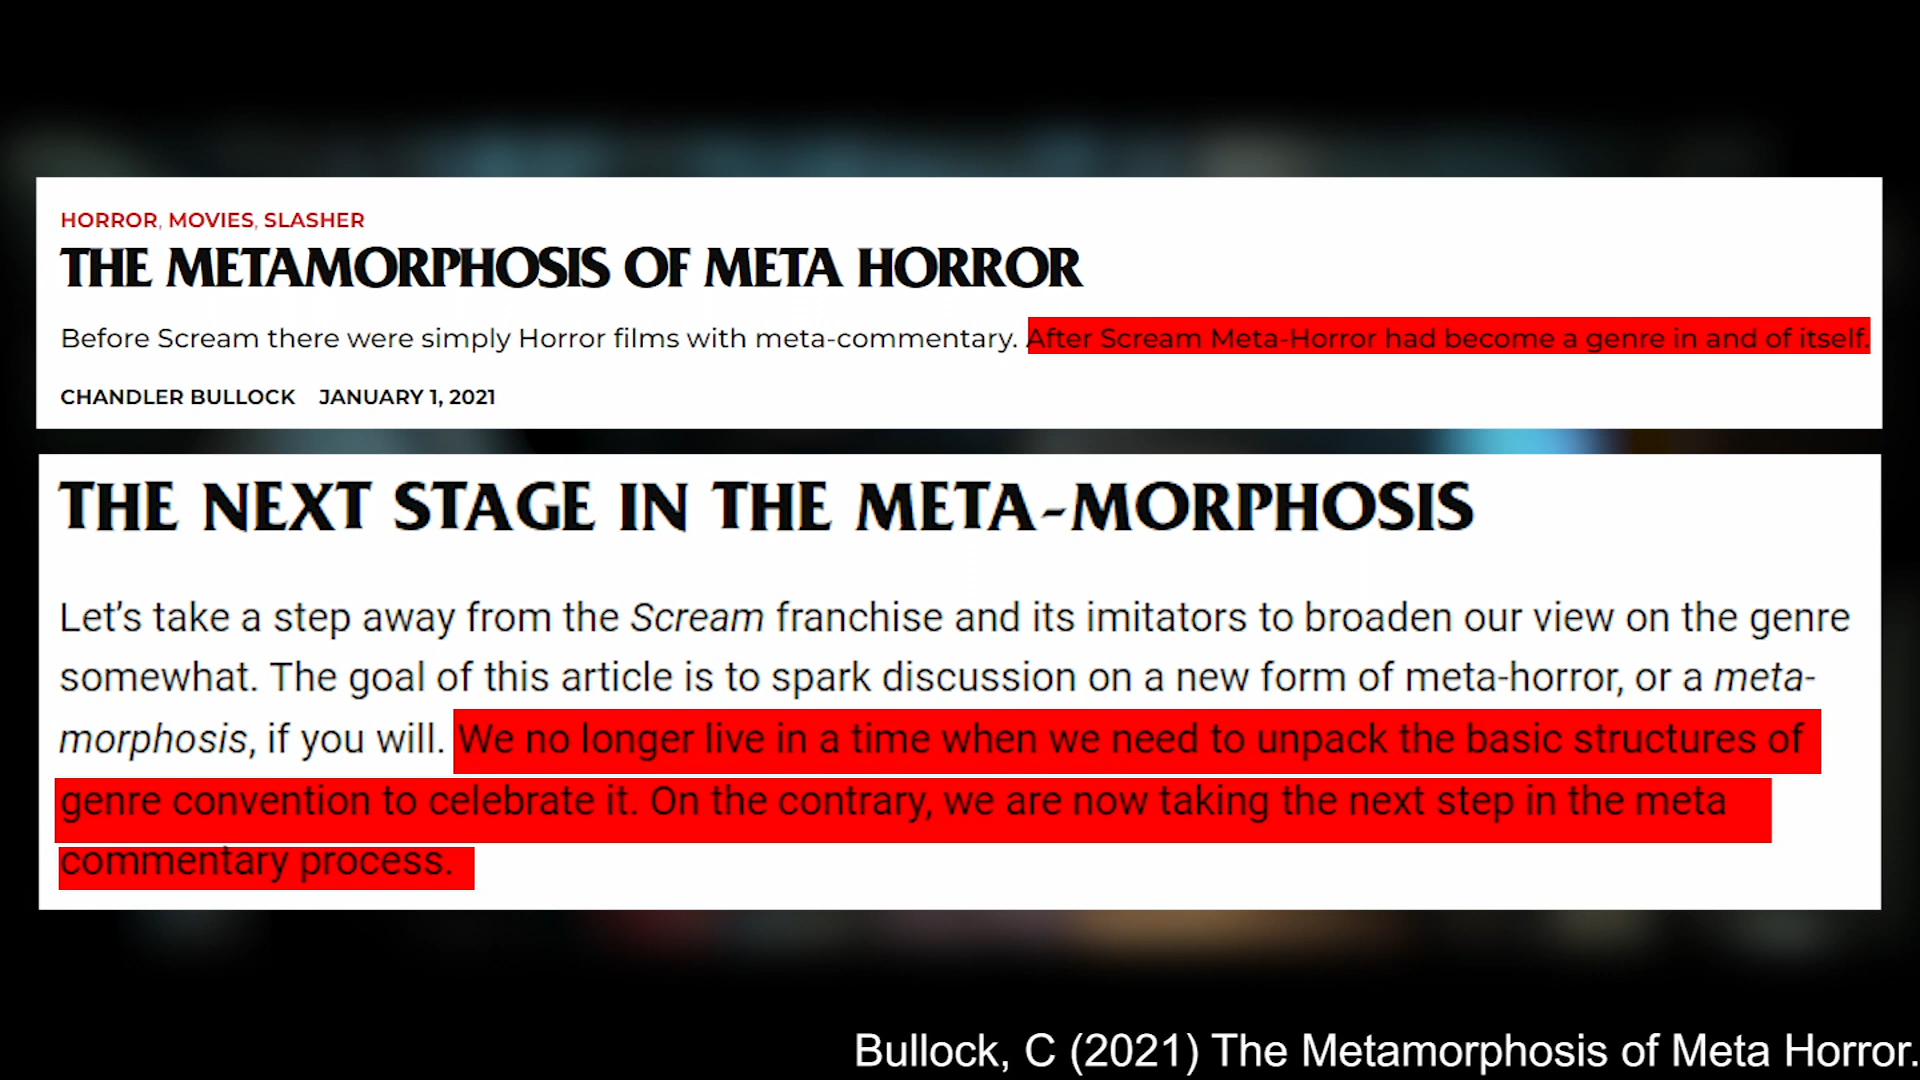 HORROR, MOVIES, SLASHER
THE METAMORPHOSIS OF META HORROR
Before Scream there were simply Horror films with meta-commentary. After Scream Meta-Horror had become a genre in and of itself.
CHANDLER BULLOCK JANUARY 1, 2021
THE NEXT STAGE IN THE META-MORPHOSIS
Let's take a step away from the Scream franchise and its imitators to broaden our view on the genre
somewhat. The goal of this article is to spark discussion on a new form of meta-horror, or a meta-
morphosis, if you will. We no longer live in a time when we need to unpack the basic structures of
genre convention to celebrate it. On the contrary, we are now taking the next step in the meta
commentary process.
Bullock, C (2021) The Metamorphosis of Meta Horror.